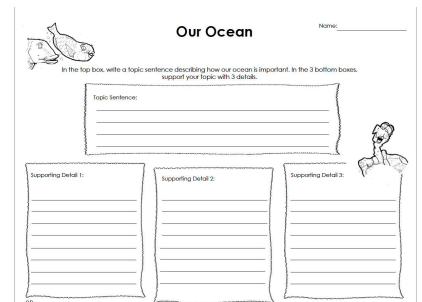 Our Ocean
Name:
In the top box, write a topic sentence describing how our ocean is important. In the 3 bottom boxes,
support your topic with 3 details.
Topic Sentence:
Supporting Detail 1:
Supporting Detail 2:
Supporting Detail 3: